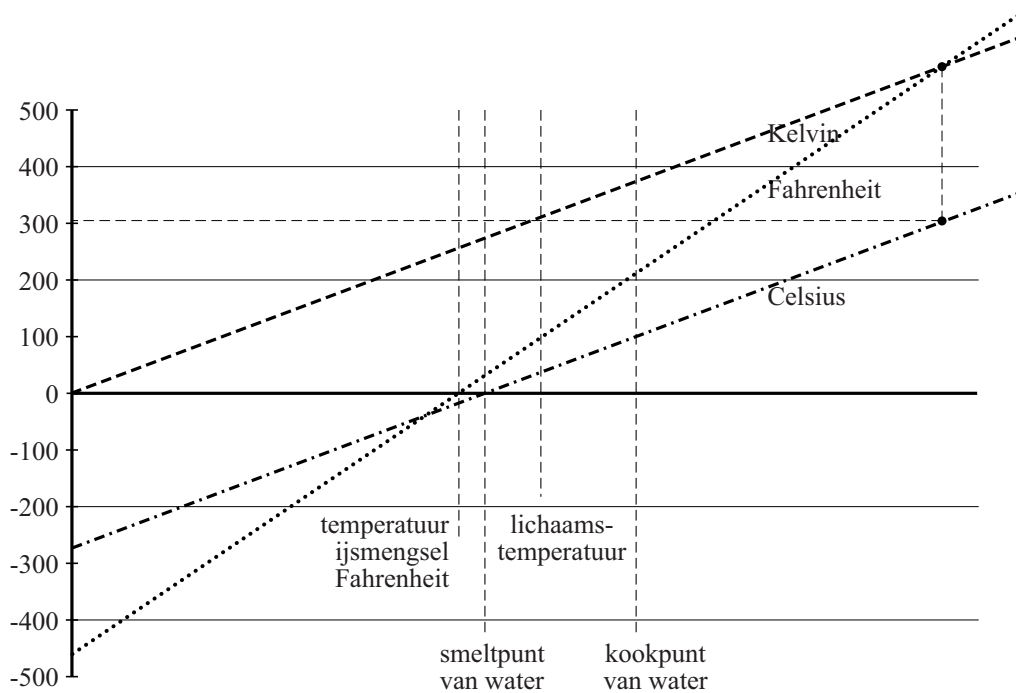 500
400
300
200
100
0
-100
-200
-300
-400
-500
Kelvin
Fahrenheit
Celsius
temperatuur
ijsmengsel
Fahrenheit
lichaams-
temperatuur
smeltpunt
van water
kookpunt
van water